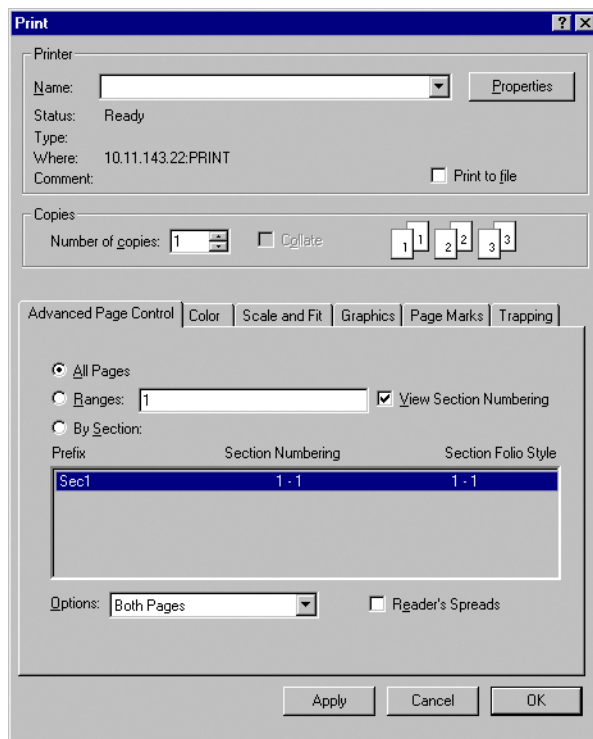 Print
Printer
Name:
Properties
Status: Ready
Type:
Where: 10.11.143.22:PRINT
Comment:
Print to file
Copies
Number of copies: 1
Collate
1 1 2 2 3 3
Advanced Page Control Color Scale and Fit Graphics Page Marks Trapping
All Pages
Ranges: 1 View Section Numbering
By Section:
Prefix Section Numbering Section Folio Style
Sec1 1 - 1 1 - 1
Options: Both Pages Reader's Spreads
Apply Cancel OK